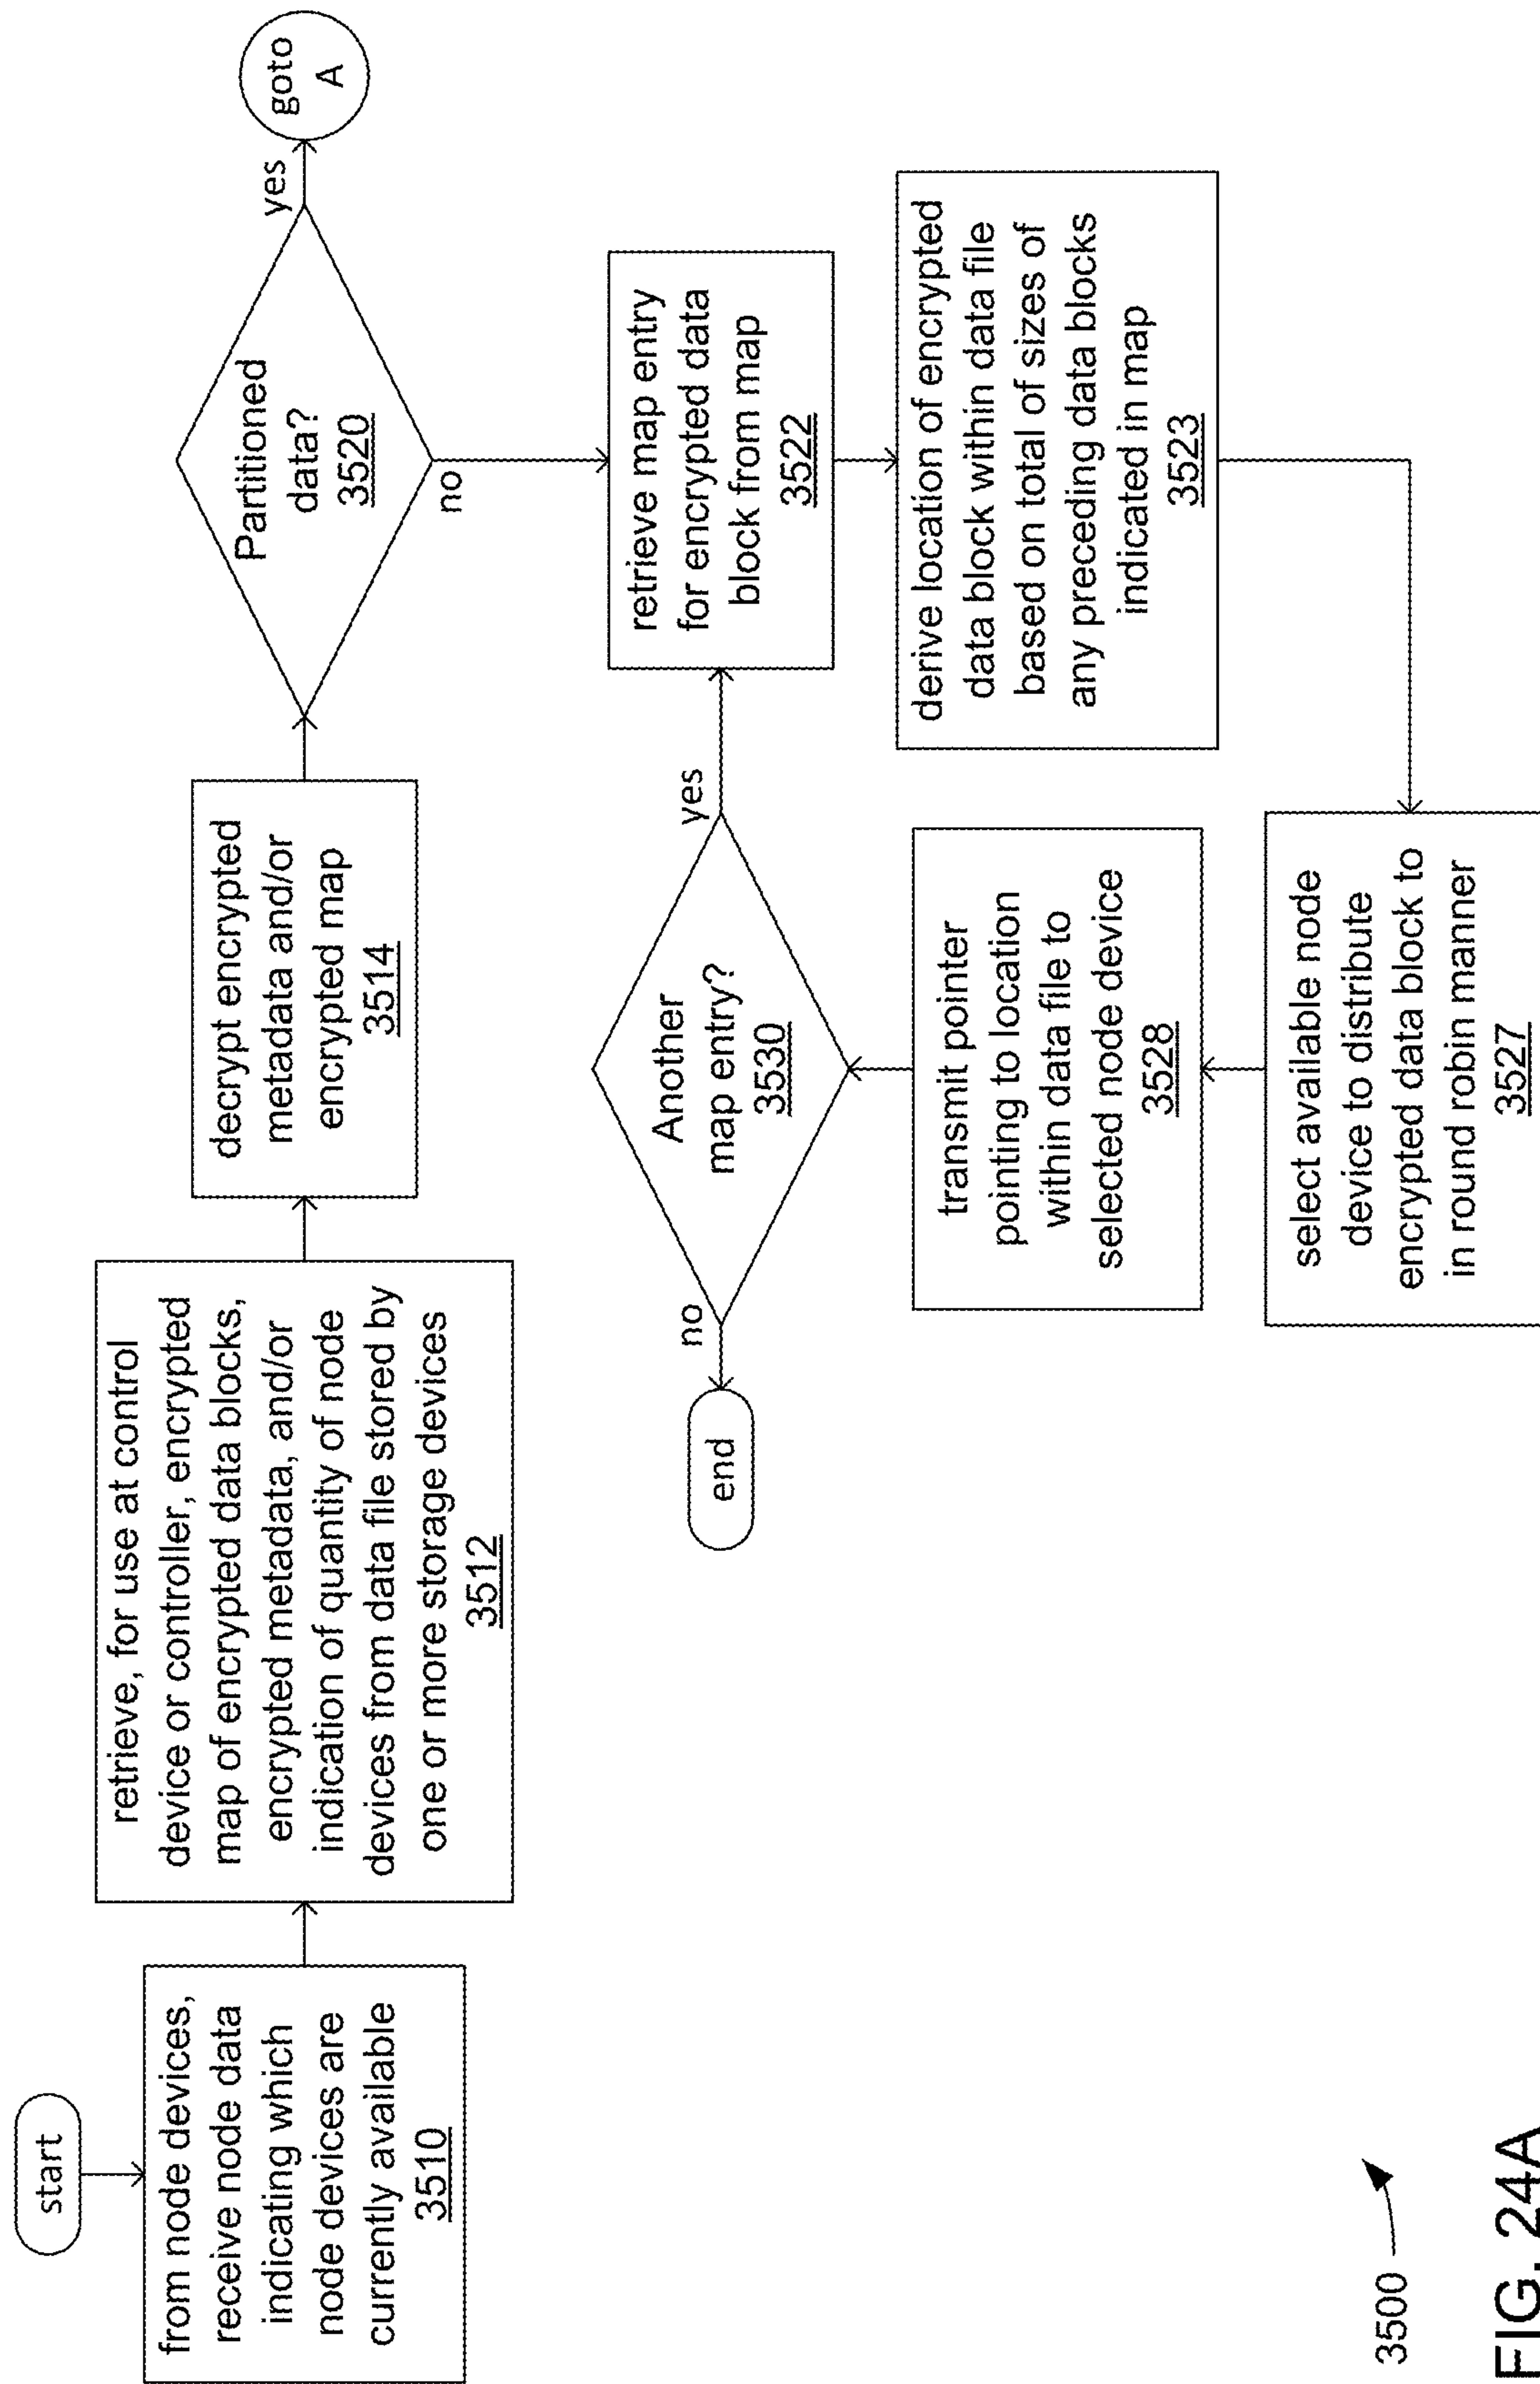 start
from node devices,
receive node data
indicating which
node devices are
currently available
3510
retrieve, for use at control
device or controller, encrypted
map of encrypted data blocks,
encrypted metadata, and/or
indication of quantity of node
devices from data file stored by
one or more storage devices
3512
decrypt encrypted
metadata and/or
encrypted map
3514
Partitioned
data?
3520
yes
goto
A
no
retrieve map entry
for encrypted data
block from map
3522
derive location of encrypted
data block within data file
based on total of sizes of
any preceding data blocks
indicated in map
3523
select available node
device to distribute
encrypted data block to
in round robin manner
3527
transmit pointer
pointing to location
within data file to
selected node device
3528
Another
map entry?
3530
yes
no
end
3500
FIG. 24A